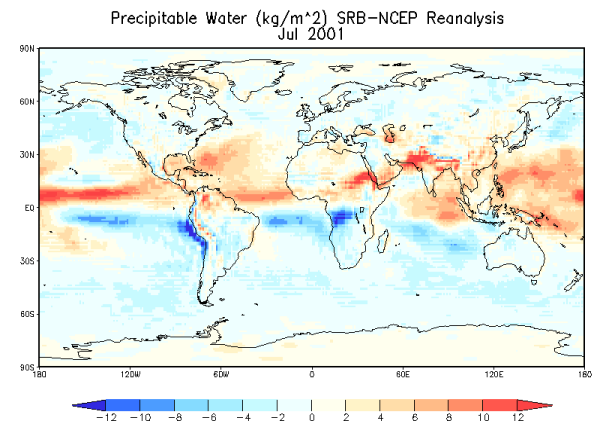 Precipitable Water (kg/m^2) SRB-NCEP Reanalysis
Jul 2001
90N
60N
30N
EQ
30S
60S
90S
180 120W 60W 0 60E 120E 180
-12 -10 -8 -6 -4 -2 0 2 4 6 8 10 12